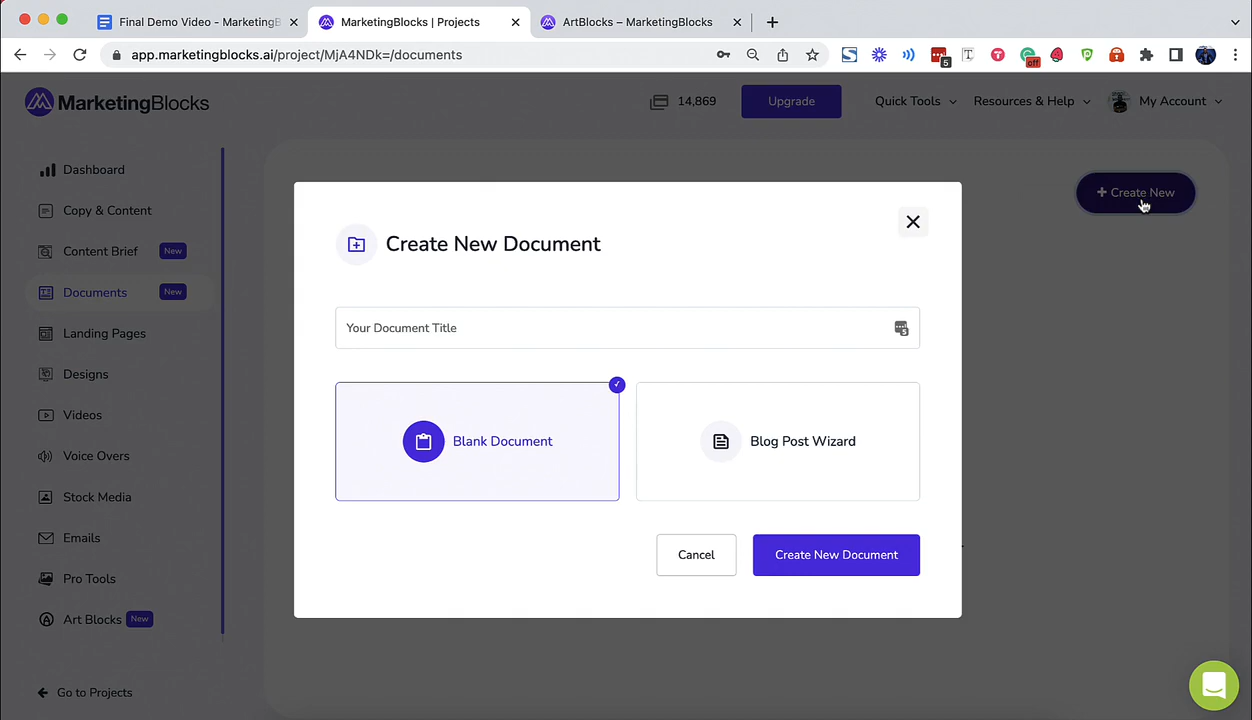 Final Demo Video - MarketingB
MarketingBlocks | Projects
ArtBlocks – MarketingBlocks
app.marketingblocks.ai/project/MjA4NDk=/documents
5
off
MarketingBlocks
14,869
Upgrade
Quick Tools
Resources & Help
My Account
Dashboard
Copy & Content
Content Brief
New
Documents
New
Landing Pages
Designs
Videos
Voice Overs
Stock Media
Emails
Pro Tools
Art Blocks
New
Go to Projects
+ Create New
Create New Document
Your Document Title
Blank Document
Blog Post Wizard
Cancel
Create New Document